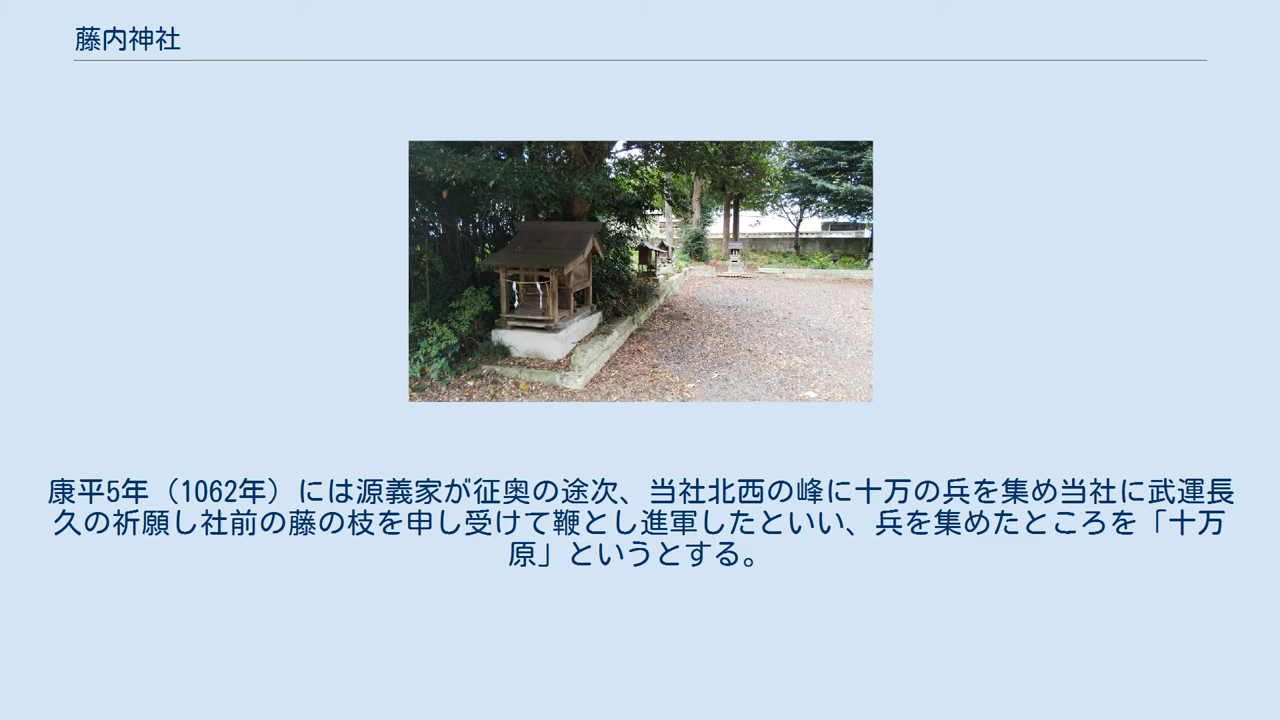 藤内神社
康平5年（1062年）には源義家が征奥の途次、当社北西の峰に十万の兵を集め当社に武運長
久の祈願し社前の藤の枝を申し受けて鞭とし進軍したといい、兵を集めたところを「十万
原」というとする。